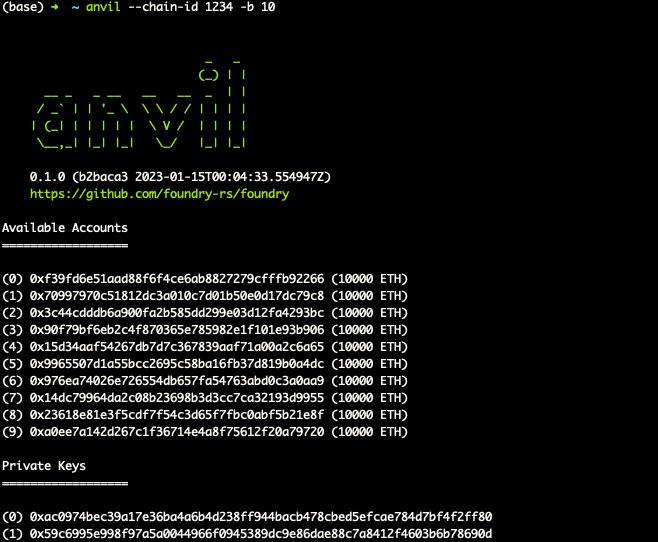 (base) ➜  ~ anvil --chain-id 1234 -b 10
                         _   _
                        (_) | |
  __ _   _ __   __   __  _  | |
 / _` | | '_ \  \ \ / / | | | |
| (_| | | | | |  \ V /  | | | |
 \__,_| |_| |_|   \_/   |_| |_|
0.1.0 (b2baca3 2023-01-15T00:04:33.554947Z)
https://github.com/foundry-rs/foundry
Available Accounts
==================
(0) 0xf39fd6e51aad88f6f4ce6ab8827279cfffb92266 (10000 ETH)
(1) 0x70997970c51812dc3a010c7d01b50e0d17dc79c8 (10000 ETH)
(2) 0x3c44cdddb6a900fa2b585dd299e03d12fa4293bc (10000 ETH)
(3) 0x90f79bf6eb2c4f870365e785982e1f101e93b906 (10000 ETH)
(4) 0x15d34aaf54267db7d7c367839aaf71a00a2c6a65 (10000 ETH)
(5) 0x9965507d1a55bcc2695c58ba16fb37d819b0a4dc (10000 ETH)
(6) 0x976ea74026e726554db657fa54763abd0c3a0aa9 (10000 ETH)
(7) 0x14dc79964da2c08b23698b3d3cc7ca32193d9955 (10000 ETH)
(8) 0x23618e81e3f5cdf7f54c3d65f7fbc0abf5b21e8f (10000 ETH)
(9) 0xa0ee7a142d267c1f36714e4a8f75612f20a79720 (10000 ETH)
Private Keys
==================
(0) 0xac0974bec39a17e36ba4a6b4d238ff944bacb478cbed5efcae784d7bf4f2ff80
(1) 0x59c6995e998f97a5a0044966f0945389dc9e86dae88c7a8412f4603b6b78690d